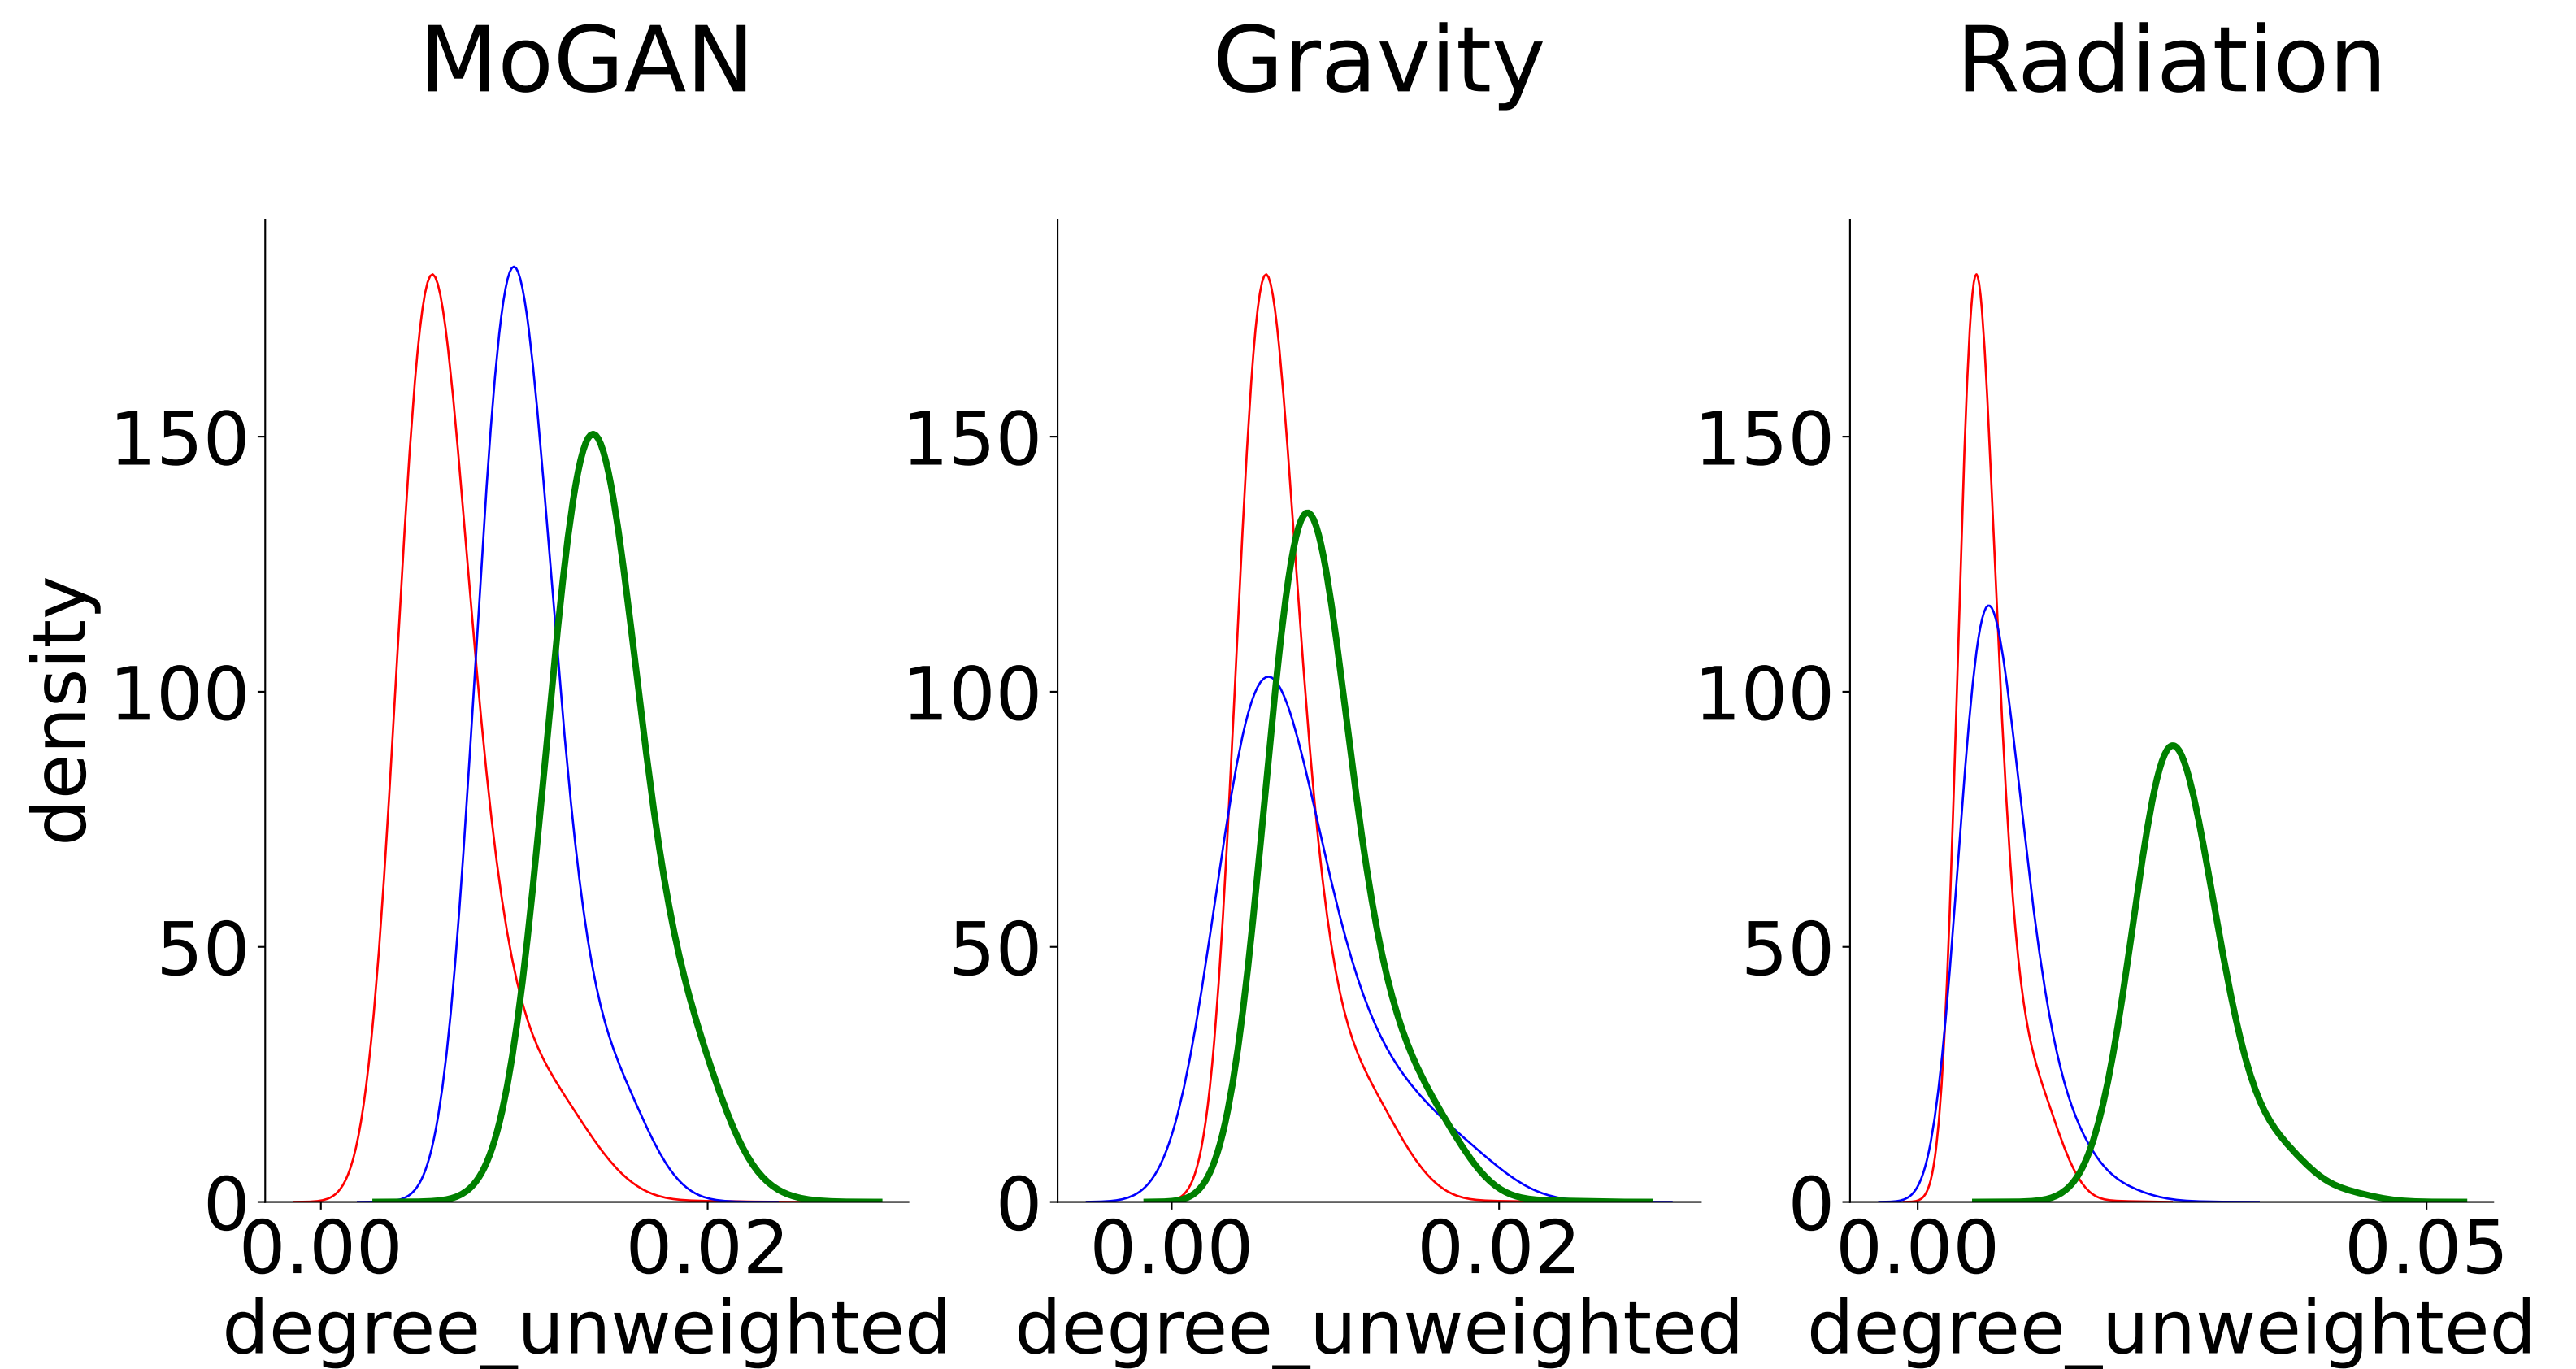 MoGAN Gravity Radiation
density
150 150 150
100 100 100
50 50 50
0 0 0
0.00 0.02 0.00 0.02 0.00 0.05
degree_unweighted degree_unweighted degree_unweighted